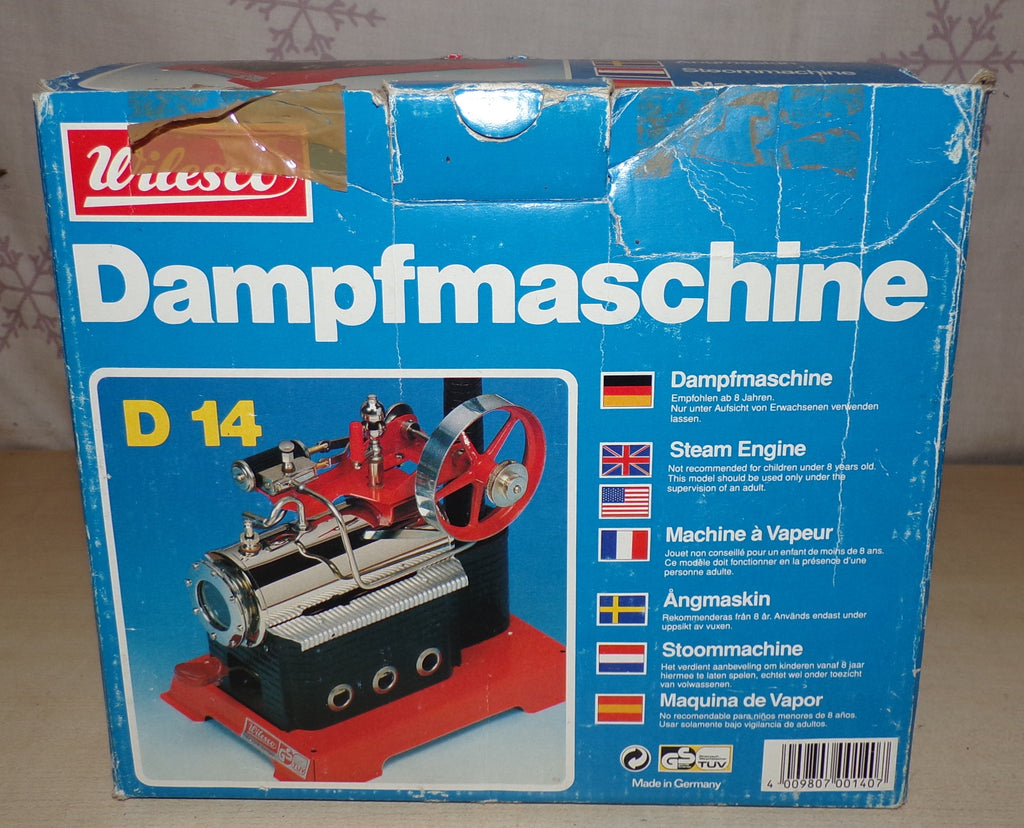 Stoommachine
Wilesco
Dampfmaschine
D 14
Dampfmaschine
Empfohlen ab 8 Jahren.
Nur unter Aufsicht von Erwachsenen verwenden
lassen.
Steam Engine
Not recommended for children under 8 years old.
This model should be used only under the
supervision of an adult.
Machine à Vapeur
Jouet non conseillé pour un enfant de moins de 8 ans.
Ce modèle doit fonctionner en la présence d'une
personne adulte.
Ångmaskin
Rekommenderas från 8 år. Används endast under
uppsikt av vuxen.
Stoommachine
Het verdient aanbeveling om kinderen vanaf 8 jaar
hiermee te laten spelen, echtet wel onder toezicht
van volwassenen.
Maquina de Vapor
No recomendable para niños menores de 8 años.
Usar solamente bajo vigilancia de adultos.
Wilesco
GS TÜV
GS TÜV
Made in Germany
4 009807 001407